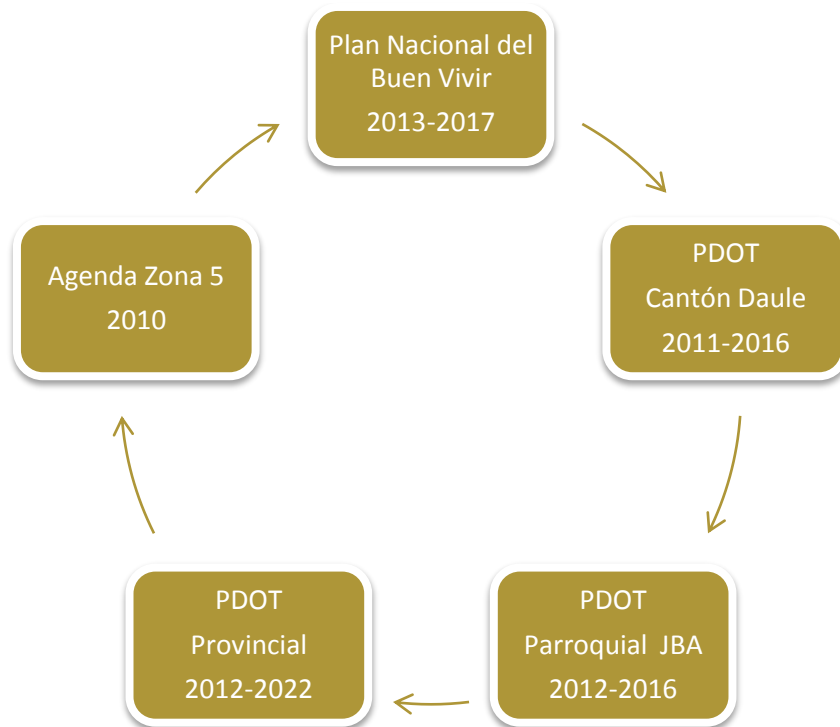 Plan Nacional del
Buen Vivir
2013-2017
PDOT
Cantón Daule
2011-2016
PDOT
Parroquial JBA
2012-2016
PDOT
Provincial
2012-2022
Agenda Zona 5
2010